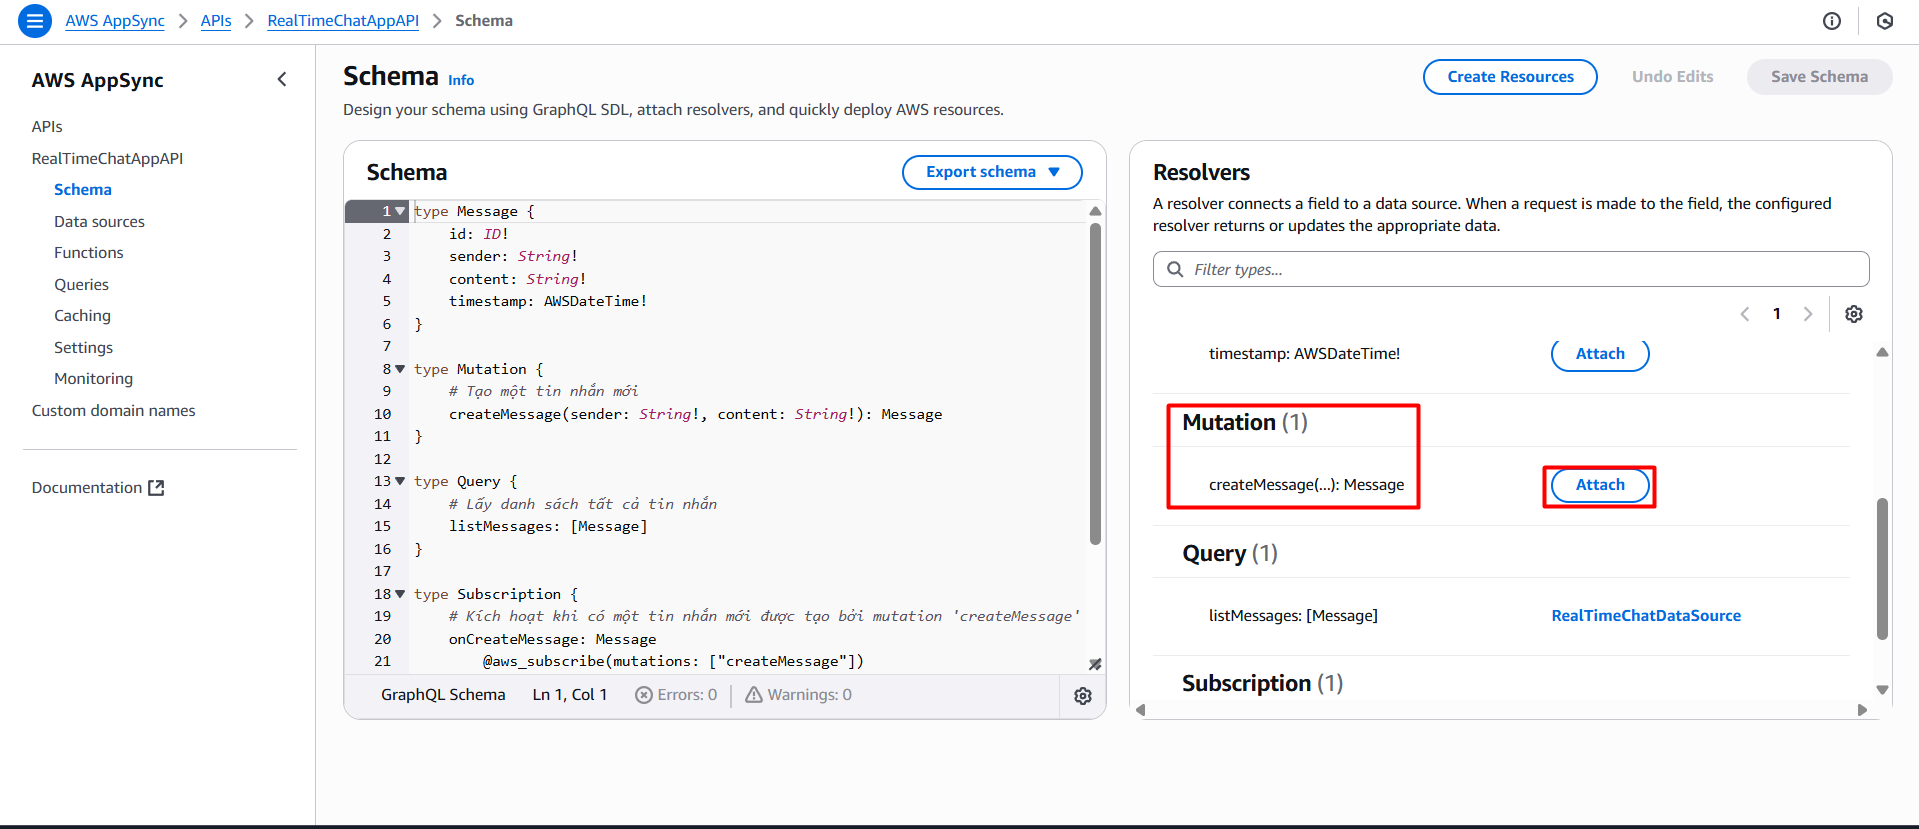 AWS AppSync > APIs > RealTimeChatAppAPI > Schema
AWS AppSync
APIs
RealTimeChatAppAPI
Schema
Data sources
Functions
Queries
Caching
Settings
Monitoring
Custom domain names
Documentation
Schema Info
Design your schema using GraphQL SDL, attach resolvers, and quickly deploy AWS resources.
Create Resources
Undo Edits
Save Schema
Schema
Export schema
1 type Message {
2 id: ID!
3 sender: String!
4 content: String!
5 timestamp: AWSDateTime!
6 }
7
8 type Mutation {
9 # Tạo một tin nhắn mới
10 createMessage(sender: String!, content: String!): Message
11 }
12
13 type Query {
14 # Lấy danh sách tất cả tin nhắn
15 listMessages: [Message]
16 }
17
18 type Subscription {
19 # Kích hoạt khi có một tin nhắn mới được tạo bởi mutation 'createMessage'
20 onCreateMessage: Message
21 @aws_subscribe(mutations: ["createMessage"])
GraphQL Schema Ln 1, Col 1 Errors: 0 Warnings: 0
Resolvers
A resolver connects a field to a data source. When a request is made to the field, the configured
resolver returns or updates the appropriate data.
Filter types...
1
timestamp: AWSDateTime! Attach
Mutation (1)
createMessage(...): Message Attach
Query (1)
listMessages: [Message] RealTimeChatDataSource
Subscription (1)